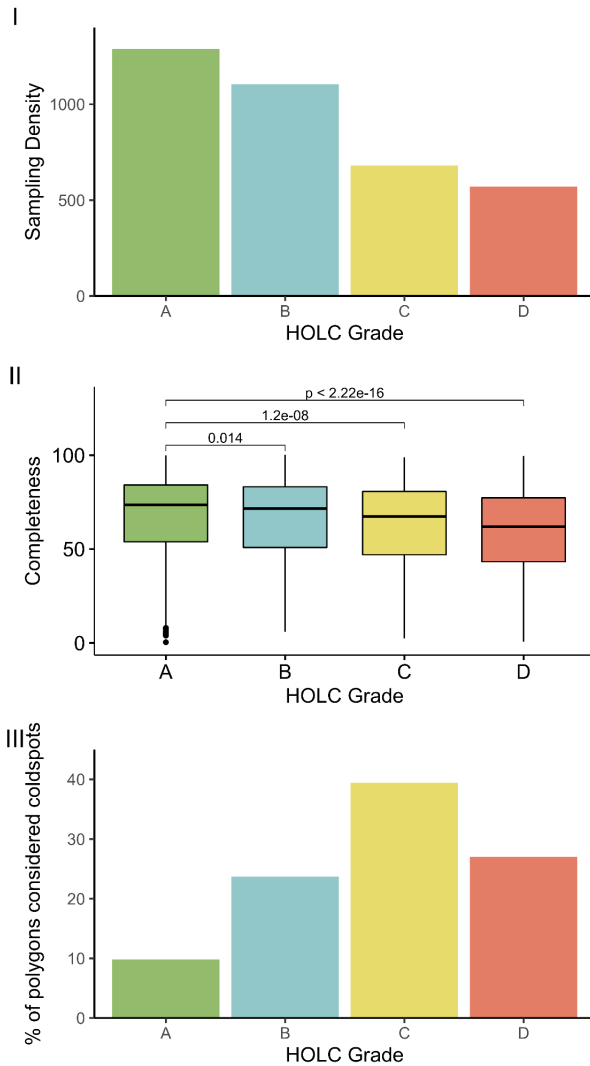 I
Sampling Density
1000
500
0
A B C D
HOLC Grade
II
Completeness
p < 2.22e-16
1.2e-08
0.014
100
50
0
A B C D
HOLC Grade
III
% of polygons considered coldspots
40
30
20
10
0
A B C D
HOLC Grade